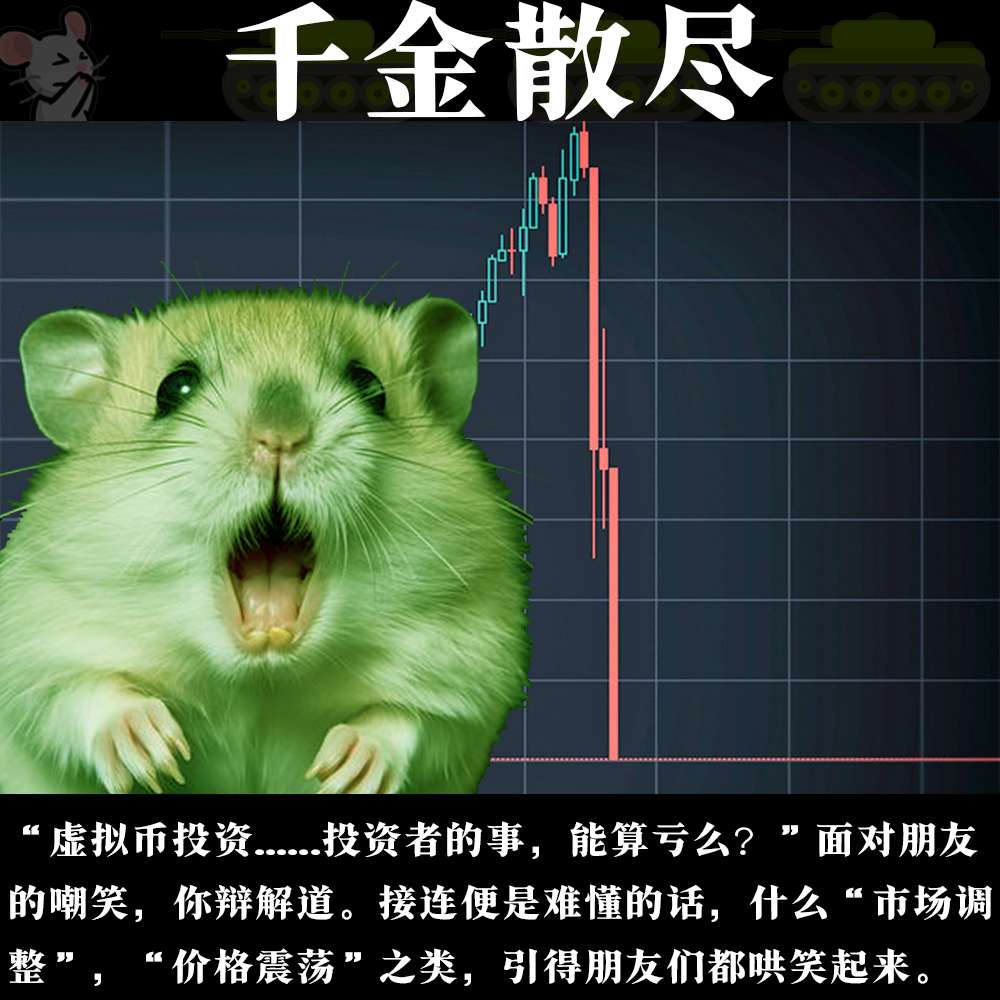 千金散尽
“虚拟币投资......投资者的事，能算亏么？”面对朋友
的嘲笑，你辩解道。接连便是难懂的话，什么“市场调
整”，“价格震荡”之类，引得朋友们都哄笑起来。